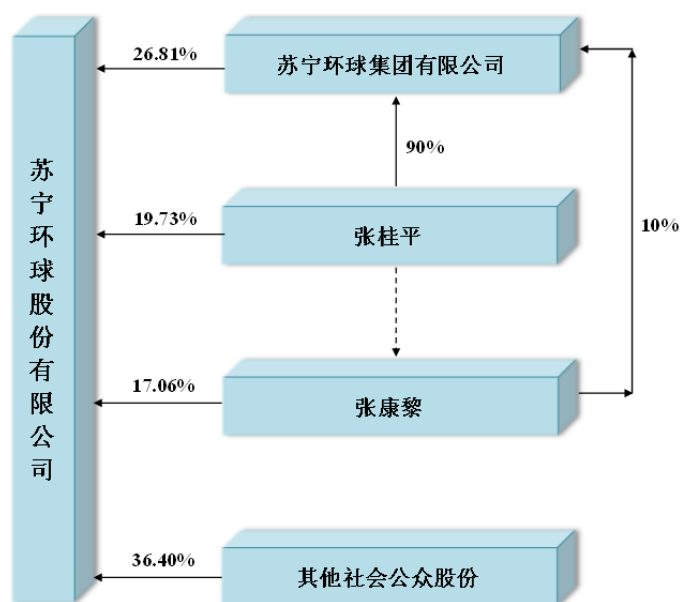 26.81%
苏宁环球集团有限公司
90%
苏宁环球股份有限公司
19.73%
张桂平
10%
17.06%
张康黎
36.40%
其他社会公众股份